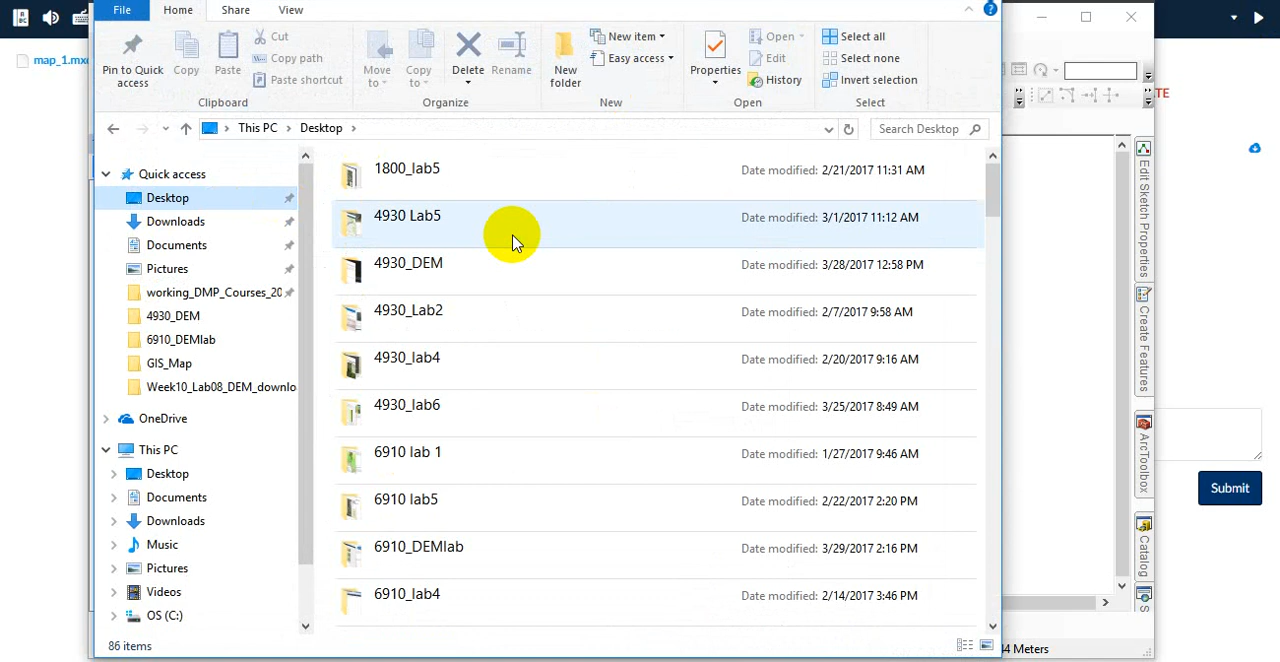 File Home Share View
map_1.mx
Pin to Quick access
Copy
Paste
Cut
Copy path
Paste shortcut
Clipboard
Move to
Copy to
Delete
Rename
Organize
New folder
New item
Easy access
New
Properties
Open
Edit
History
Open
Select all
Select none
Invert selection
Select
TE
This PC > Desktop >
Search Desktop
Quick access
Desktop
Downloads
Documents
Pictures
working_DMP_Courses_20
4930_DEM
6910_DEMlab
GIS_Map
Week10_Lab08_DEM_downlo
OneDrive
This PC
Desktop
Documents
Downloads
Music
Pictures
Videos
OS (C:)
1800_lab5 Date modified: 2/21/2017 11:31 AM
4930 Lab5 Date modified: 3/1/2017 11:12 AM
4930_DEM Date modified: 3/28/2017 12:58 PM
4930_Lab2 Date modified: 2/7/2017 9:58 AM
4930_lab4 Date modified: 2/20/2017 9:16 AM
4930_lab6 Date modified: 3/25/2017 8:49 AM
6910 lab 1 Date modified: 1/27/2017 9:46 AM
6910 lab5 Date modified: 2/22/2017 2:20 PM
6910_DEMlab Date modified: 3/29/2017 2:16 PM
6910_lab4 Date modified: 2/14/2017 3:46 PM
86 items
Edit Sketch Properties
Create Features
ArcToolbox
Catalog
S
Submit
4 Meters